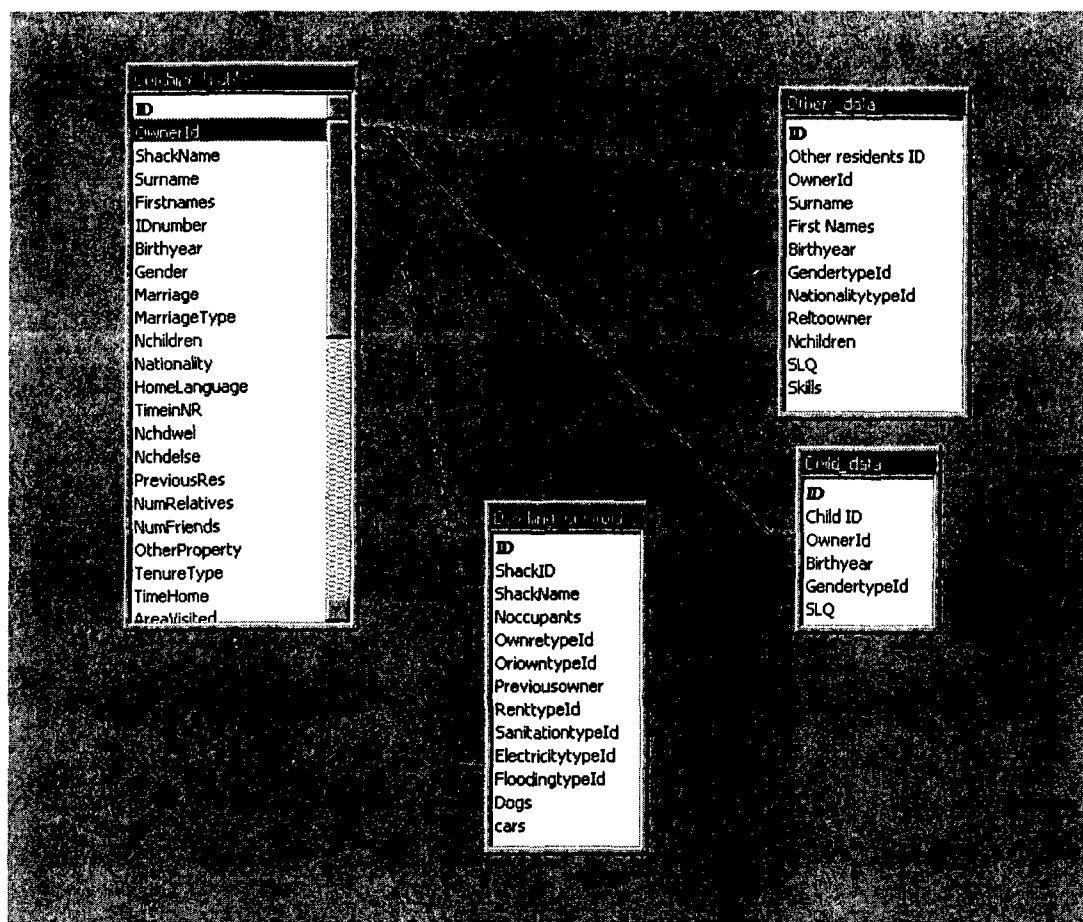 ID
OwnerId
ShackName
Surname
Firstnames
IDnumber
Birthyear
Gender
Marriage
MarriageType
Nchildren
Nationality
HomeLanguage
TimeinNR
Nchdwel
Nchdelse
PreviousRes
NumRelatives
NumFriends
OtherProperty
TenureType
TimeHome
AreaVisited
Other_data
ID
Other residents ID
OwnerId
Surname
First Names
Birthyear
GendertypeId
NationalitytypeId
Reltoowner
Nchildren
SLQ
Skills
Child_data
ID
Child ID
OwnerId
Birthyear
GendertypeId
SLQ
ID
ShackID
ShackName
Noccupants
OwnretypeId
OriowntypeId
Previousowner
RenttypeId
SanitationtypeId
ElectricitytypeId
FloodingtypeId
Dogs
cars